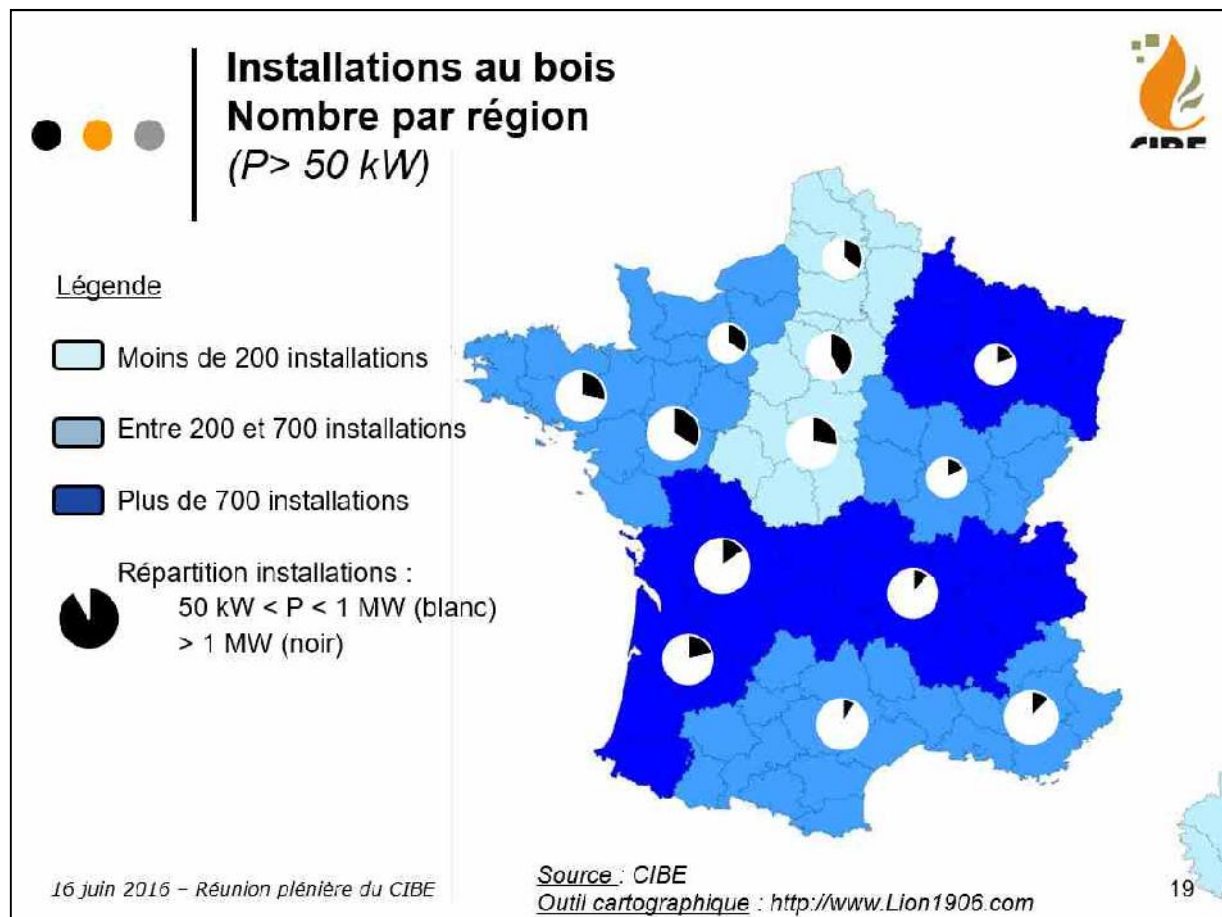 Installations au bois
Nombre par région
(P> 50 kW)
CIBE
Légende
Moins de 200 installations
Entre 200 et 700 installations
Plus de 700 installations
Répartition installations :
50 kW < P < 1 MW (blanc)
> 1 MW (noir)
16 juin 2016 – Réunion plénière du CIBE
Source : CIBE
Outil cartographique : http://www.Lion1906.com
19